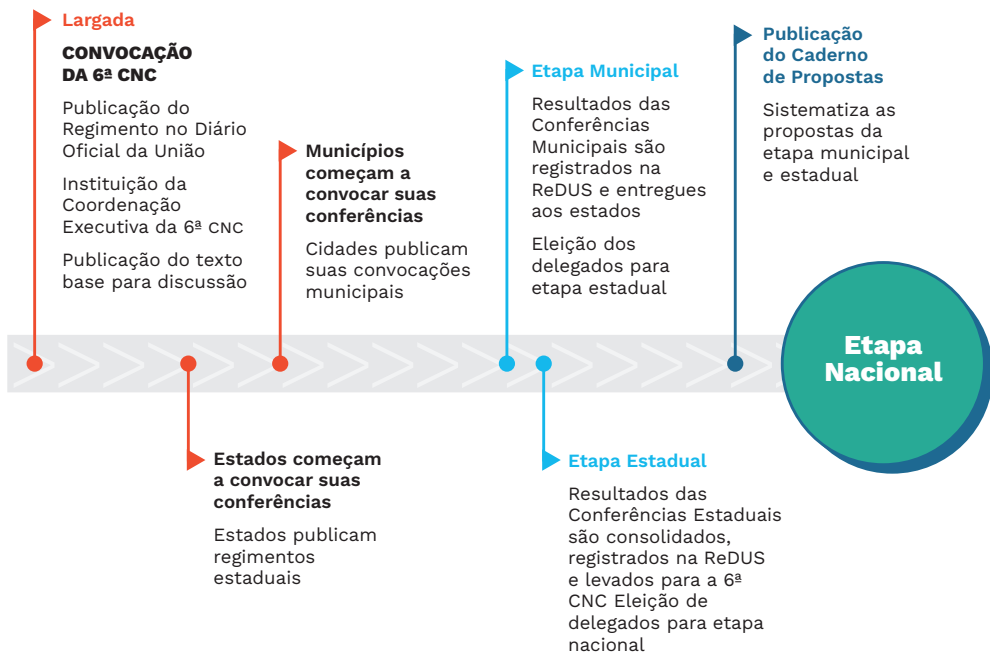 Largada
CONVOCAÇÃO
DA 6ª CNC
Publicação do
Regimento no Diário
Oficial da União
Instituição da
Coordenação
Executiva da 6ª CNC
Publicação do texto
base para discussão
Estados começam
a convocar suas
conferências
Estados publicam
regimentos
estaduais
Municípios
começam a
convocar suas
conferências
Cidades publicam
suas convocações
municipais
Etapa Municipal
Resultados das
Conferências
Municipais são
registrados na
ReDUS e entregues
aos estados
Eleição dos
delegados para
etapa estadual
Etapa Estadual
Resultados das
Conferências Estaduais
são consolidados,
registrados na ReDUS
e levados para a 6ª
CNC Eleição de
delegados para etapa
nacional
Publicação
do Caderno
de Propostas
Sistematiza as
propostas da
etapa municipal
e estadual
Etapa
Nacional